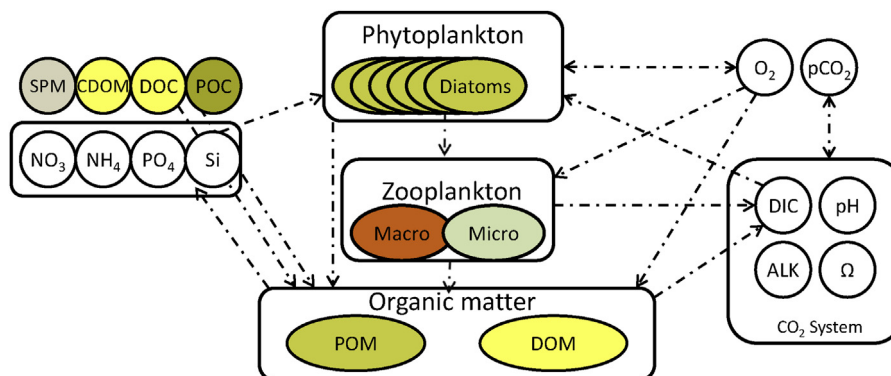 Phytoplankton
SPM CDOM DOC POC
Diatoms
O₂ pCO₂
NO₃ NH₄ PO₄ Si
Zooplankton
Macro Micro
DIC pH
ALK Ω
Organic matter
POM DOM
CO₂ System